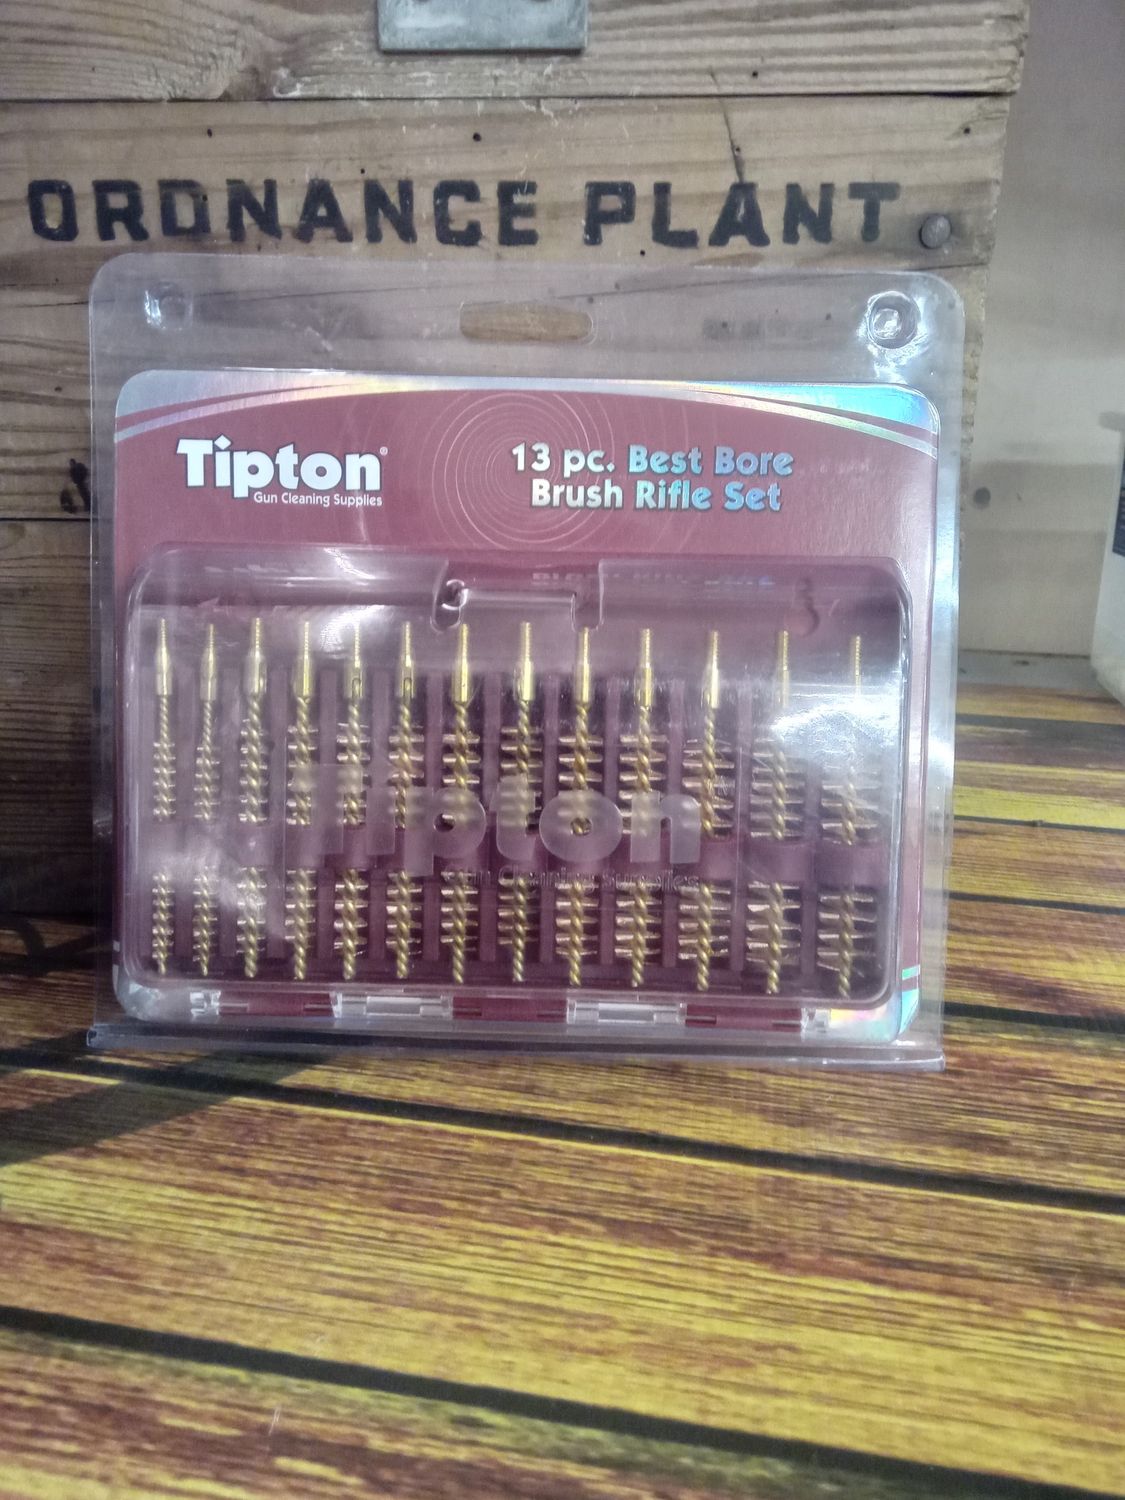 ORDNANCE PLANT
Tipton®
Gun Cleaning Supplies
13 pc. Best Bore
Brush Rifle Set
Tipton
Gun Cleaning Supplies